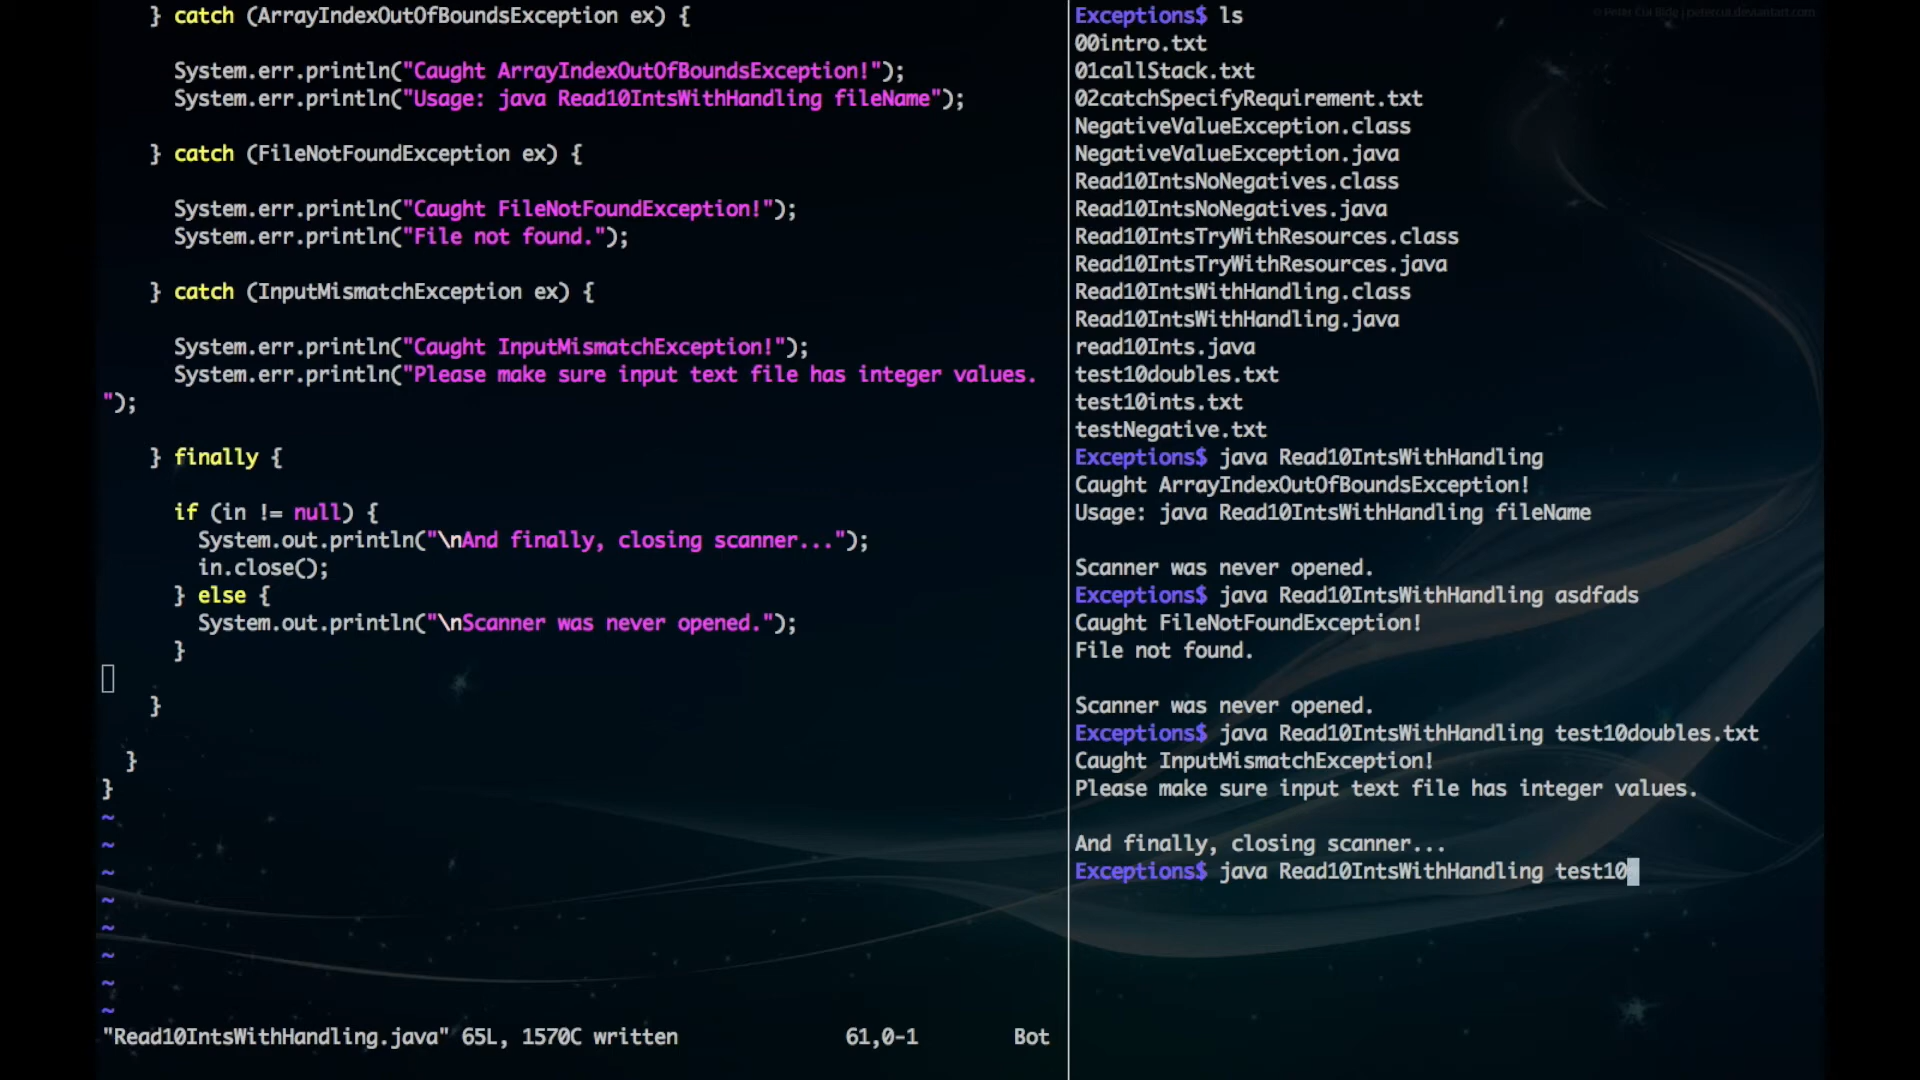 } catch (ArrayIndexOutOfBoundsException ex) {
System.err.println("Caught ArrayIndexOutOfBoundsException!");
System.err.println("Usage: java Read10IntsWithHandling fileName");
} catch (FileNotFoundException ex) {
System.err.println("Caught FileNotFoundException!");
System.err.println("File not found.");
} catch (InputMismatchException ex) {
System.err.println("Caught InputMismatchException!");
System.err.println("Please make sure input text file has integer values.
");
} finally {
if (in != null) {
System.out.println("\nAnd finally, closing scanner...");
in.close();
} else {
System.out.println("\nScanner was never opened.");
}
}
}
}
~
~
~
~
~
~
~
~
"Read10IntsWithHandling.java" 65L, 1570C written 61,0-1 Bot
Exceptions$ ls
00intro.txt
01callStack.txt
02catchSpecifyRequirement.txt
NegativeValueException.class
NegativeValueException.java
Read10IntsNoNegatives.class
Read10IntsNoNegatives.java
Read10IntsTryWithResources.class
Read10IntsTryWithResources.java
Read10IntsWithHandling.class
Read10IntsWithHandling.java
read10Ints.java
test10doubles.txt
test10ints.txt
testNegative.txt
Exceptions$ java Read10IntsWithHandling
Caught ArrayIndexOutOfBoundsException!
Usage: java Read10IntsWithHandling fileName
Scanner was never opened.
Exceptions$ java Read10IntsWithHandling asdfads
Caught FileNotFoundException!
File not found.
Scanner was never opened.
Exceptions$ java Read10IntsWithHandling test10doubles.txt
Caught InputMismatchException!
Please make sure input text file has integer values.
And finally, closing scanner...
Exceptions$ java Read10IntsWithHandling test10